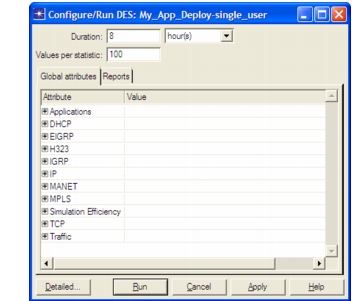 Configure/Run DES: My_App_Deploy-single_user
Duration: 8 hour(s)
Values per statistic: 100
Global attributes Reports
Attribute Value
Applications
DHCP
EIGRP
H323
IGRP
IP
MANET
MPLS
Simulation Efficiency
TCP
Traffic
Detailed... Run Cancel Apply Help